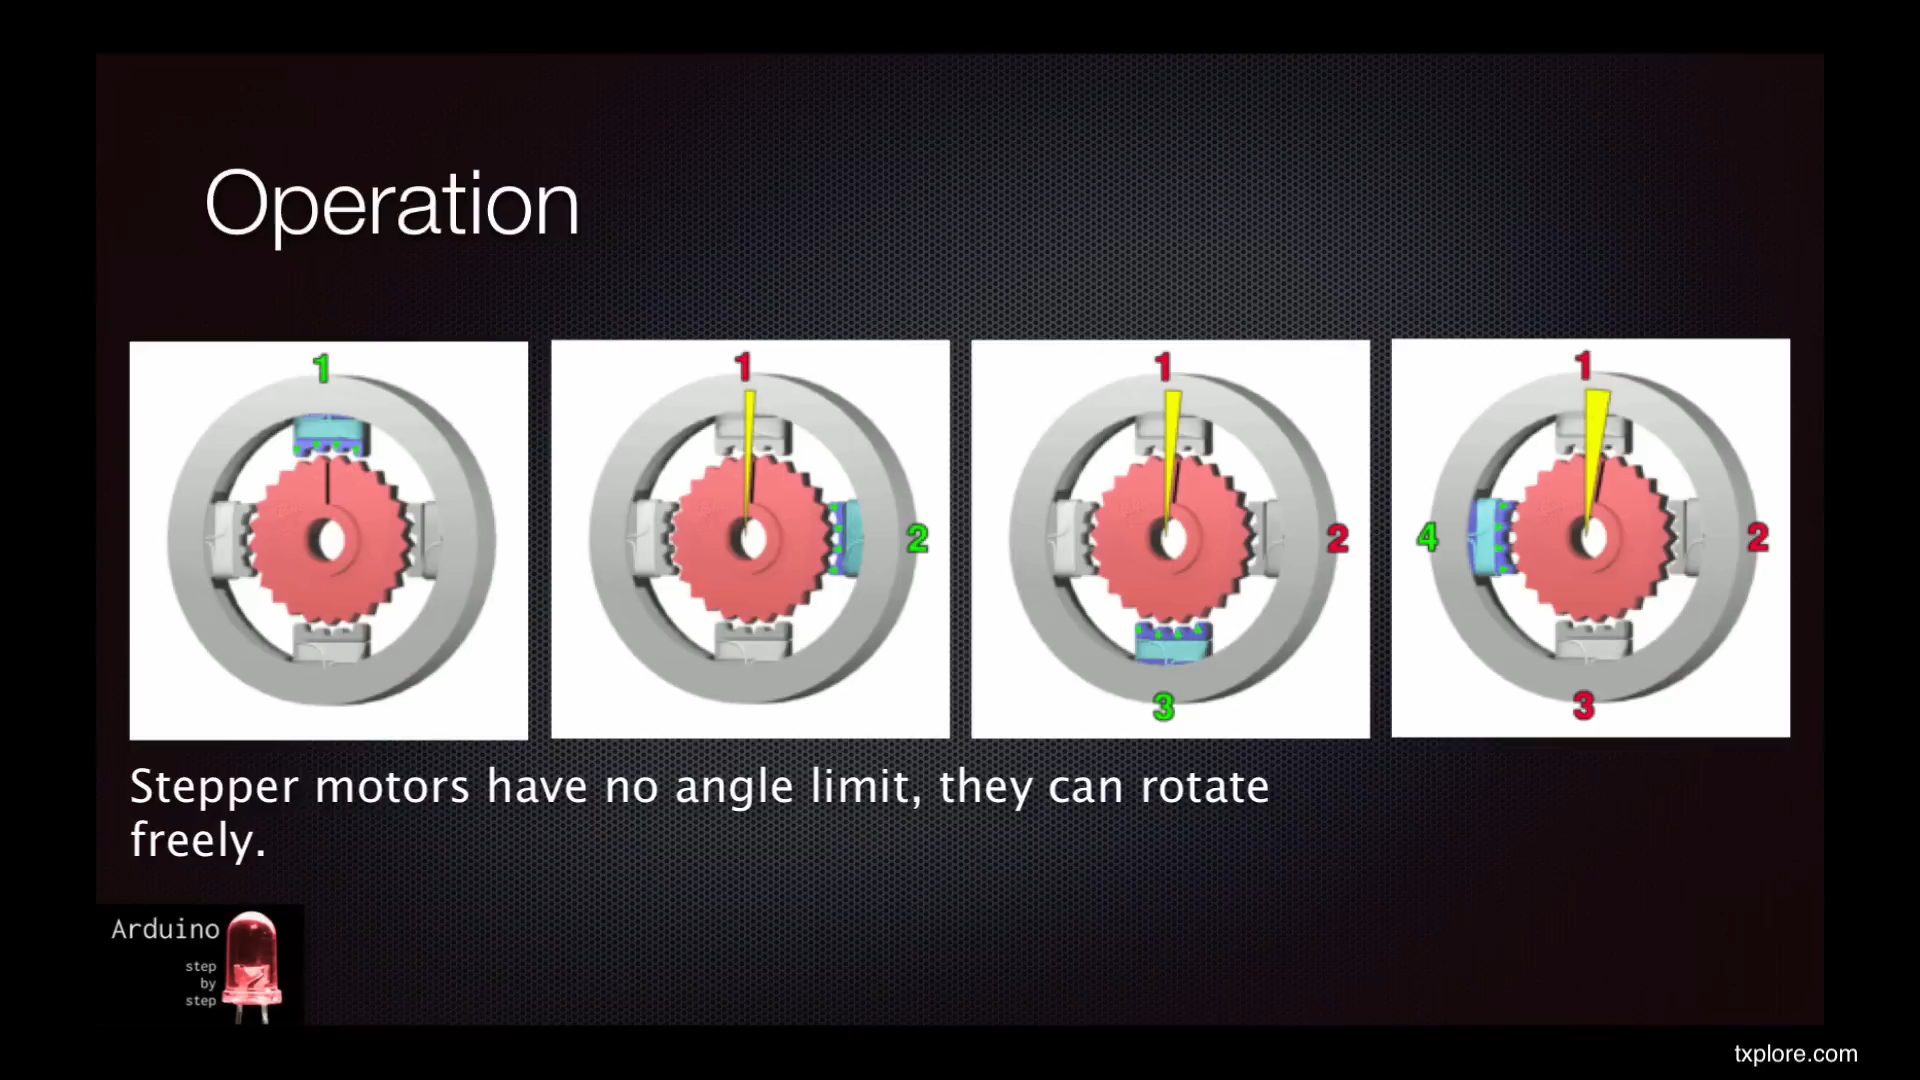 Operation
1
1
2
1
2
3
1
4
2
3
Stepper motors have no angle limit, they can rotate
freely.
Arduino
step
by
step
txplore.com